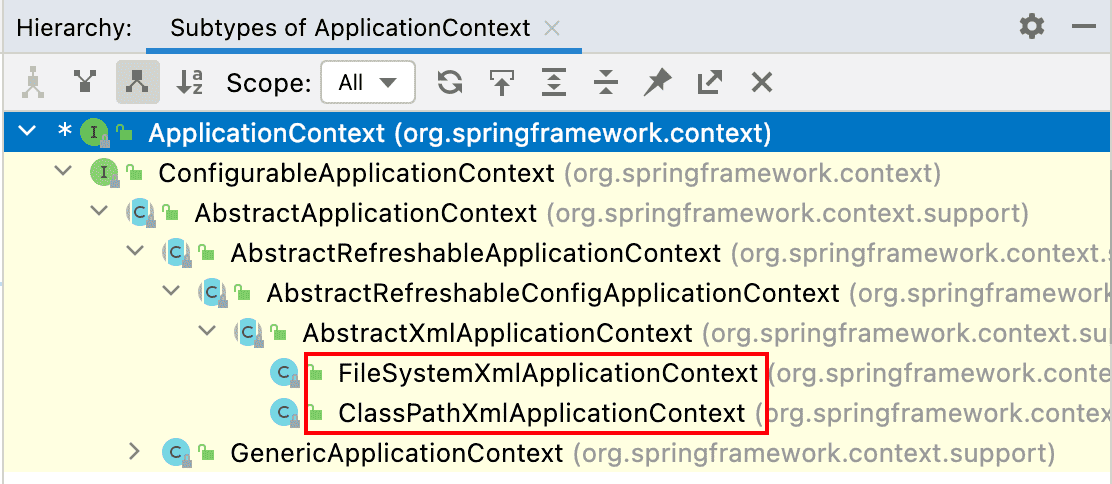 Hierarchy: Subtypes of ApplicationContext
Scope: All
* I ApplicationContext (org.springframework.context)
I ConfigurableApplicationContext (org.springframework.context)
C AbstractApplicationContext (org.springframework.context.support)
C AbstractRefreshableApplicationContext (org.springframework.context.s
C AbstractRefreshableConfigApplicationContext (org.springframework
C AbstractXmlApplicationContext (org.springframework.context.su
C FileSystemXmlApplicationContext (org.springframework.conte
C ClassPathXmlApplicationContext (org.springframework.contex
C GenericApplicationContext (org.springframework.context.support)